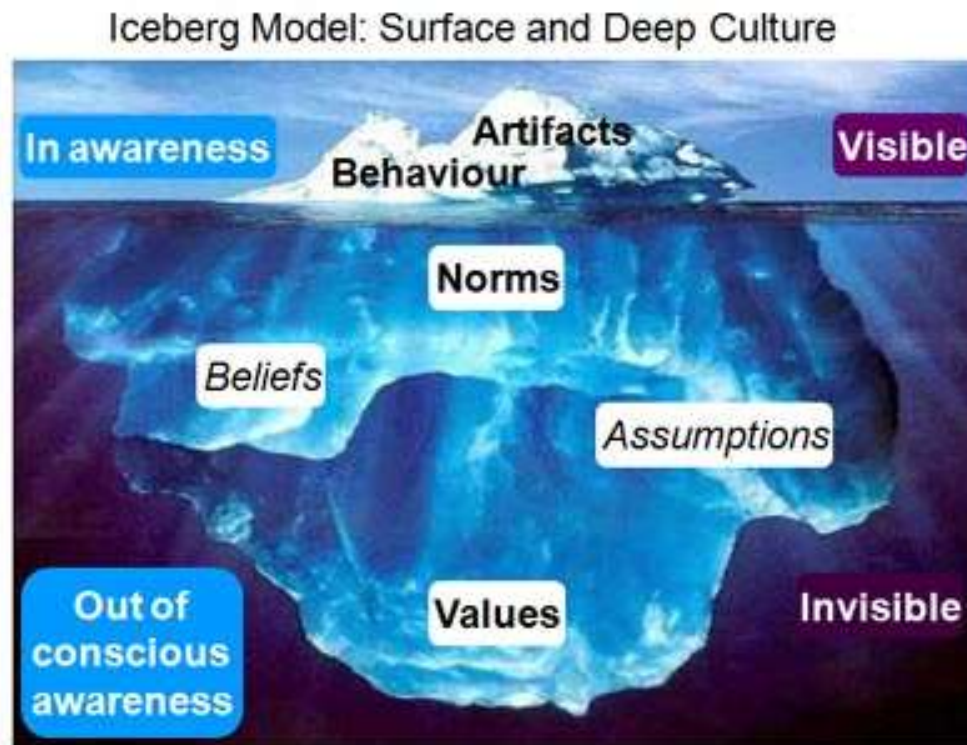 Iceberg Model: Surface and Deep Culture
In awareness
Artifacts
Behaviour
Visible
Norms
Beliefs
Assumptions
Out of
conscious
awareness
Values
Invisible